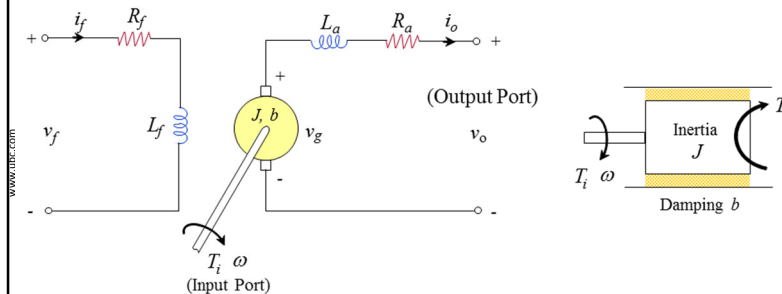 i_f R_f
+
L_f
v_f
-
L_a R_a i_o
+
+
J, b
v_g
-
(Output Port)
v_o
-
T_i ω
(Input Port)
Inertia
J
T_i ω
Damping b